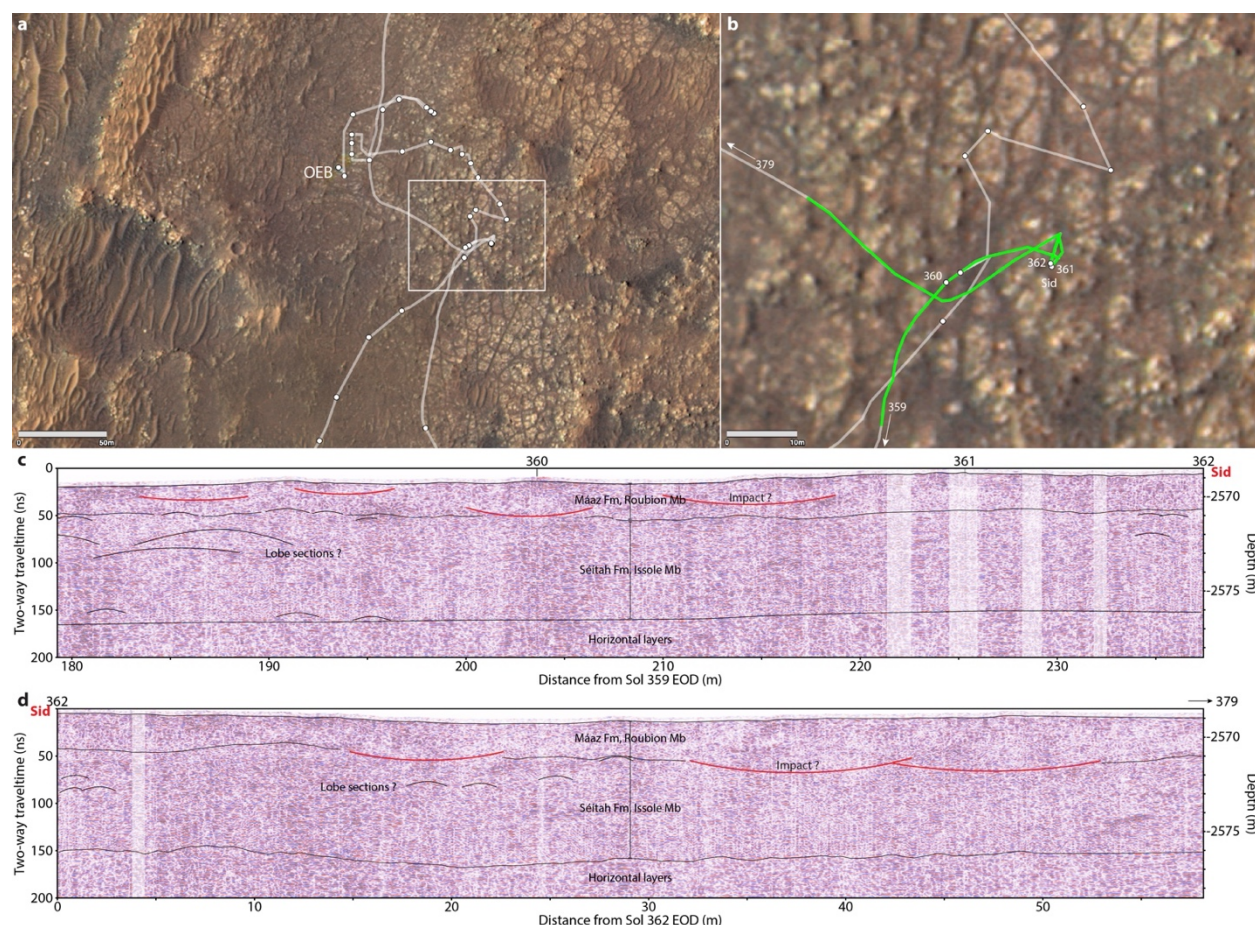 a
OEB
0
50m
b
379
360
362
361
Sid
359
0
10m
c
360
361
362
Sid
0
50
100
150
200
Two-way traveltime (ns)
Máaz Fm, Roubion Mb
Impact ?
Lobe sections ?
Séitah Fm, Issole Mb
Horizontal layers
-2570
-2575
Depth (m)
180
190
200
210
220
230
Distance from Sol 359 EOD (m)
d
362
Sid
379
0
50
100
150
200
Two-way traveltime (ns)
Máaz Fm, Roubion Mb
Impact ?
Lobe sections ?
Séitah Fm, Issole Mb
Horizontal layers
-2570
-2575
Depth (m)
0
10
20
30
40
50
Distance from Sol 362 EOD (m)